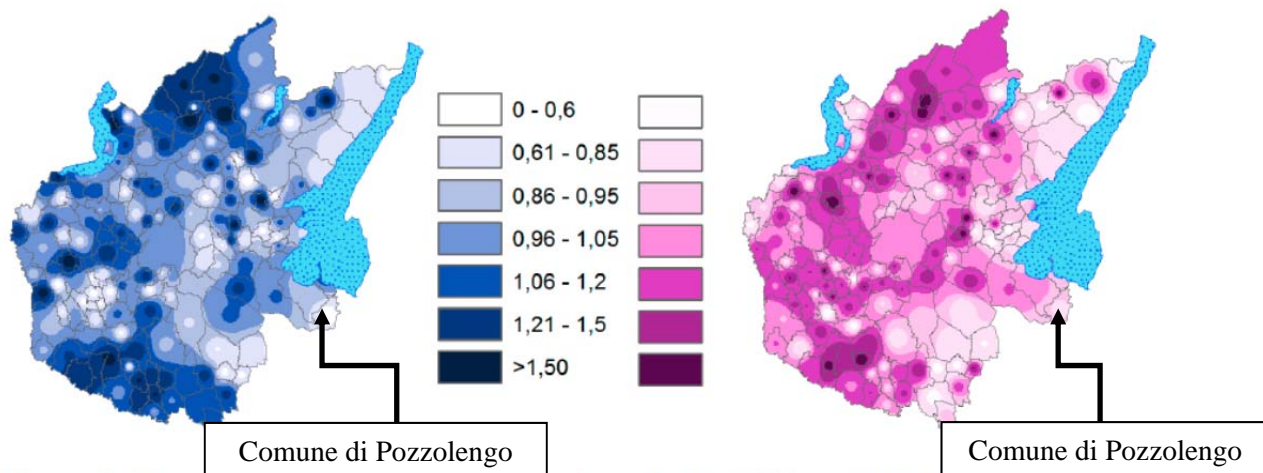 0 - 0,6
0,61 - 0,85
0,86 - 0,95
0,96 - 1,05
1,06 - 1,2
1,21 - 1,5
>1,50
Comune di Pozzolengo
Comune di Pozzolengo